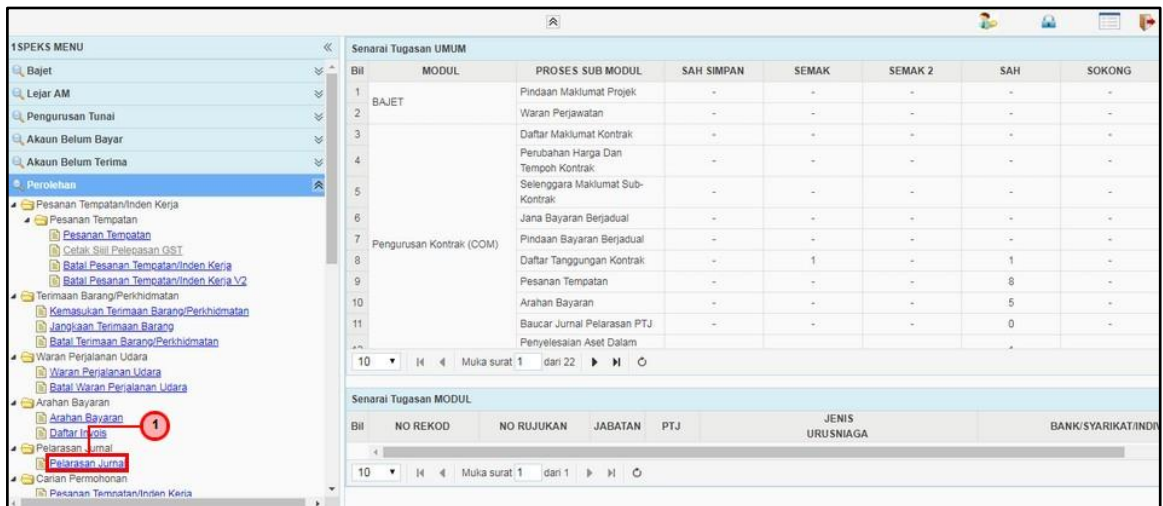 1SPEKS MENU
Bajet
Lejar AM
Pengurusan Tunai
Akaun Belum Bayar
Akaun Belum Terima
Perolehan
Pesanan Tempatan/Inden Kerja
Pesanan Tempatan
Pesanan Tempatan
Cetak Sijil Pelepasan GST
Batal Pesanan Tempatan/Inden Kerja
Batal Pesanan Tempatan/Inden Kerja V2
Terimaan Barang/Perkhidmatan
Kemasukan Terimaan Barang/Perkhidmatan
Jangkaan Terimaan Barang
Batal Terimaan Barang/Perkhidmatan
Waran Perjalanan Udara
Waran Perjalanan Udara
Batal Waran Perjalanan Udara
Arahan Bayaran
Arahan Bayaran
Daftar Invois
1
Pelarasan Jurnal
Pelarasan Jurnal
Carian Permohonan
Pesanan Tempatan/Inden Kerja
Senarai Tugasan UMUM
Bil MODUL PROSES SUB MODUL SAH SIMPAN SEMAK SEMAK 2 SAH SOKONG
1 BAJET Pindaan Maklumat Projek - - - - -
2 Waran Perjawatan - - - - -
3 Daftar Maklumat Kontrak - - - - -
4 Perubahan Harga Dan
Tempoh Kontrak - - - - -
5 Selenggara Maklumat Sub-
Kontrak - - - - -
6 Jana Bayaran Berjadual - - - - -
7 Pengurusan Kontrak (COM) Pindaan Bayaran Berjadual - - - - -
8 Daftar Tanggungan Kontrak - 1 - 1 -
9 Pesanan Tempatan - - - 8 -
10 Arahan Bayaran - - - 5 -
11 Baucar Jurnal Pelarasan PTJ - - - 0 -
Penyelesaian Aset Dalam
10 Muka surat 1 dari 22
Senarai Tugasan MODUL
Bil NO REKOD NO RUJUKAN JABATAN PTJ JENIS
URUSNIAGA BANK/SYARIKAT/INDIV
10 Muka surat 1 dari 1